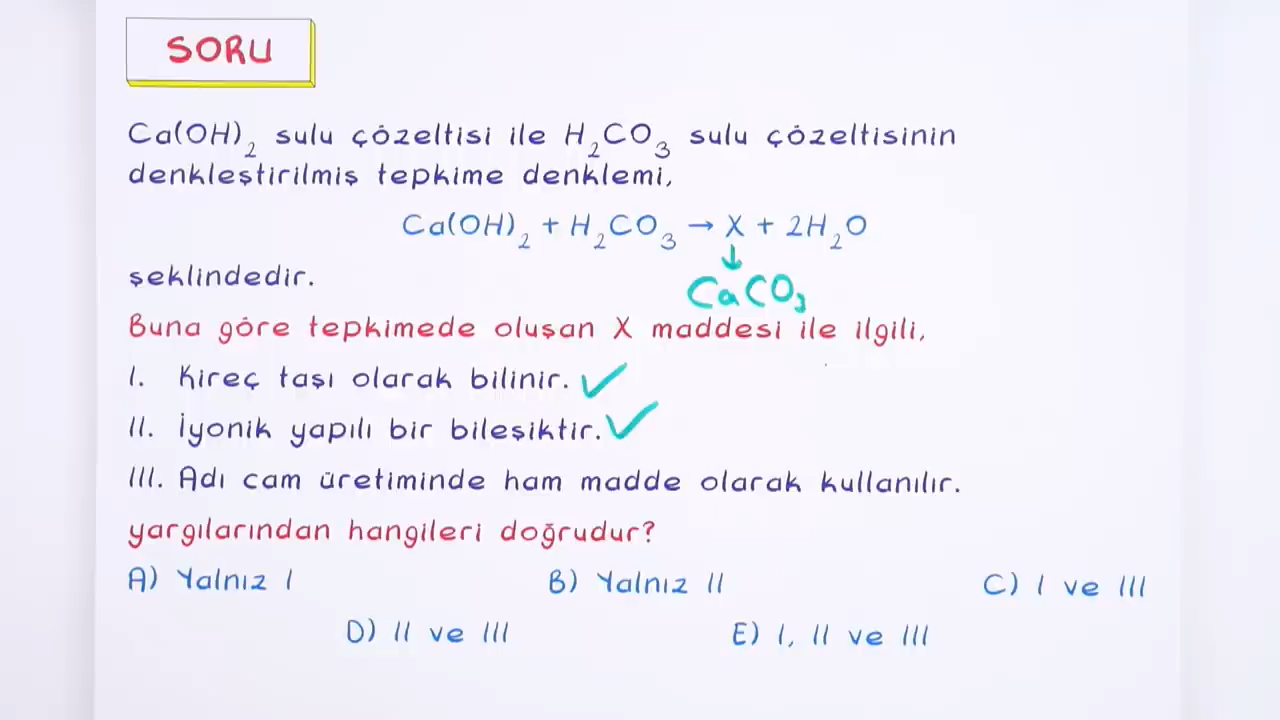 SORU
Ca(OH)₂ sulu çözeltisi ile H₂CO₃ sulu çözeltisinin
denkleştirilmiş tepkime denklemi,
Ca(OH)₂ + H₂CO₃ → X + 2H₂O
↓
şeklindedir.
CaCO₃
Buna göre tepkimede oluşan X maddesi ile ilgili,
I. Kireç taşı olarak bilinir. ✓
II. İyonik yapılı bir bileşiktir. ✓
III. Adı cam üretiminde ham madde olarak kullanılır.
yargılarından hangileri doğrudur?
A) Yalnız I B) Yalnız II C) I ve III
D) II ve III E) I, II ve III